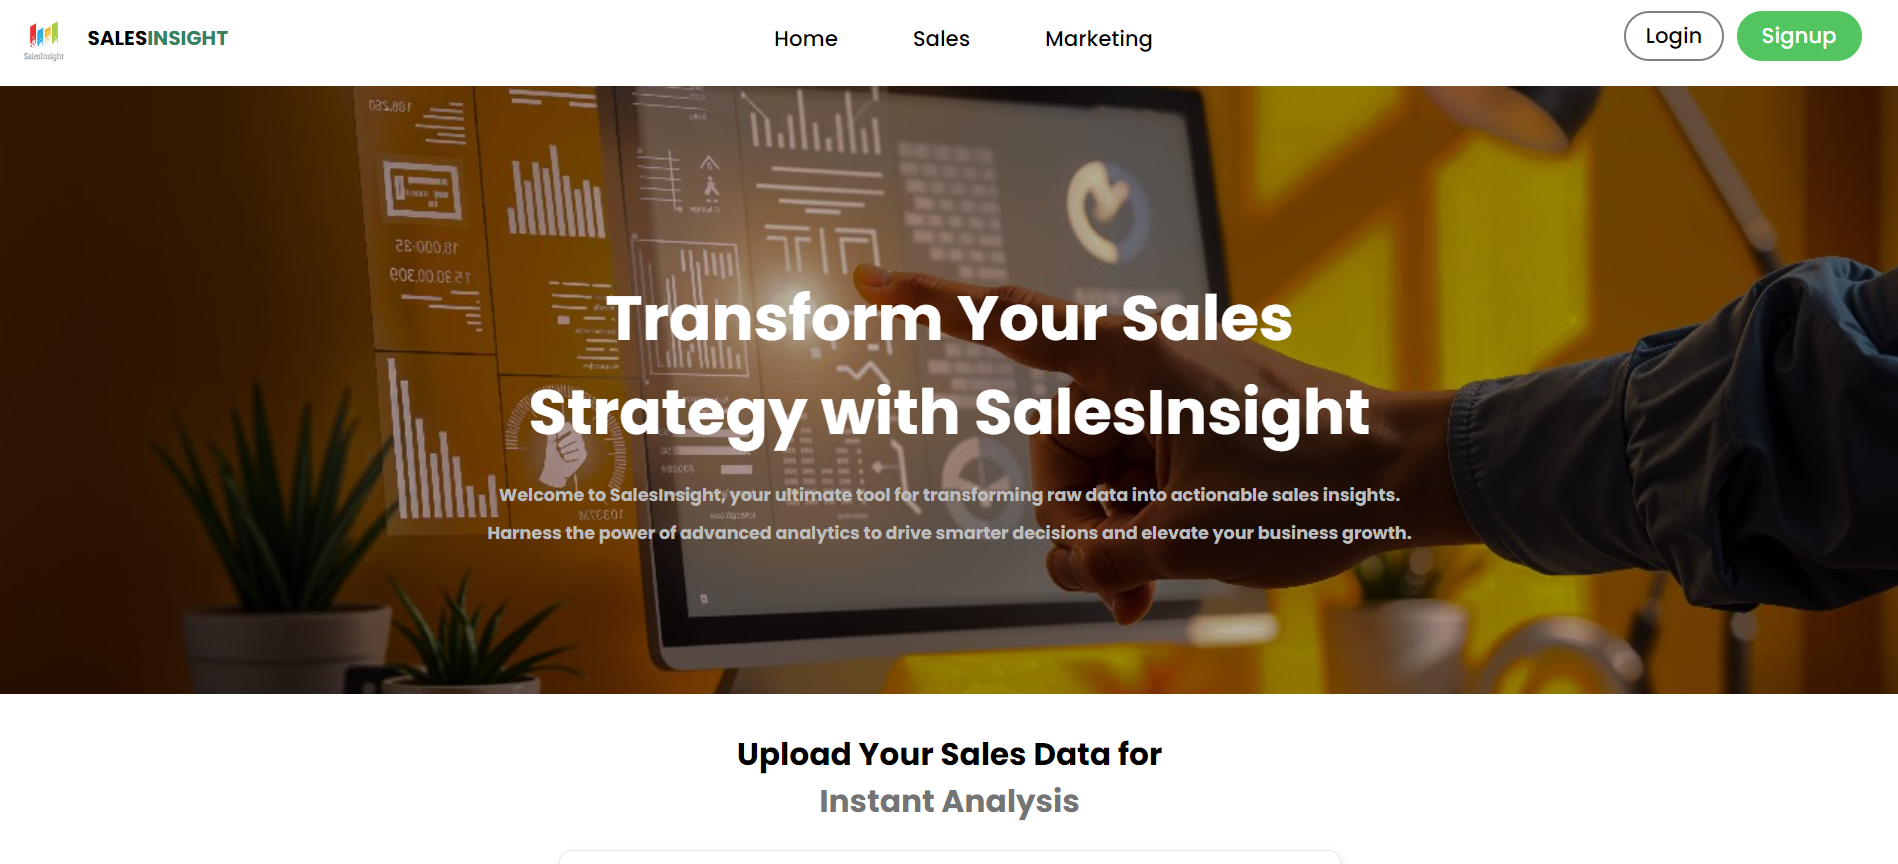 SalesInsight
SALESINSIGHT
Home
Sales
Marketing
Login
Signup
Transform Your Sales
Strategy with SalesInsight
Welcome to SalesInsight, your ultimate tool for transforming raw data into actionable sales insights.
Harness the power of advanced analytics to drive smarter decisions and elevate your business growth.
Upload Your Sales Data for
Instant Analysis